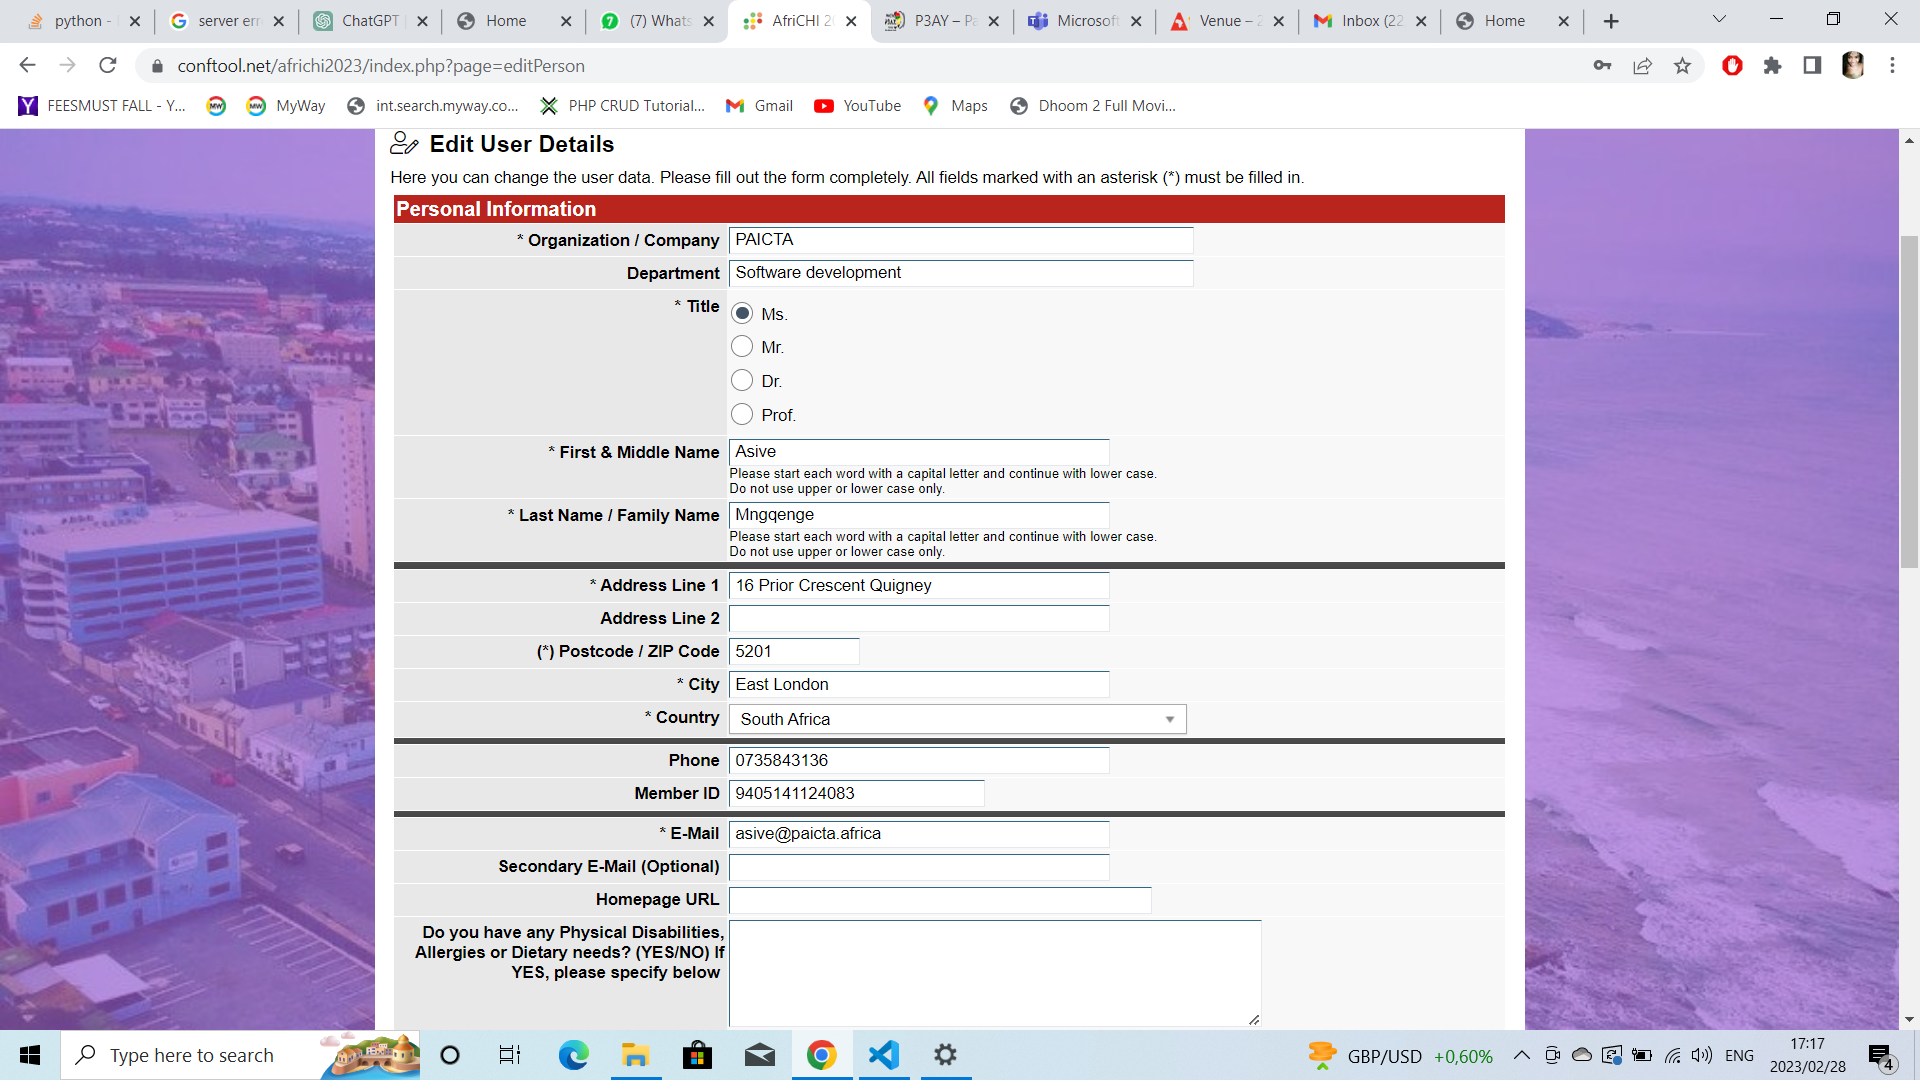 python -
server err
ChatGPT
Home
(7) Whats
AfriCHI 20
P3AY – Pa
Microsoft
Venue – 2
Inbox (22
Home
conftool.net/africhi2023/index.php?page=editPerson
FEESMUST FALL - Y...
MyWay
int.search.myway.co...
PHP CRUD Tutorial...
Gmail
YouTube
Maps
Dhoom 2 Full Movi...
Edit User Details
Here you can change the user data. Please fill out the form completely. All fields marked with an asterisk (*) must be filled in.
Personal Information
* Organization / Company PAICTA
Department Software development
* Title Ms.
Mr.
Dr.
Prof.
* First & Middle Name Asive
Please start each word with a capital letter and continue with lower case.
Do not use upper or lower case only.
* Last Name / Family Name Mngqenge
Please start each word with a capital letter and continue with lower case.
Do not use upper or lower case only.
* Address Line 1 16 Prior Crescent Quigney
Address Line 2
(*) Postcode / ZIP Code 5201
* City East London
* Country South Africa
Phone 0735843136
Member ID 9405141124083
* E-Mail asive@paicta.africa
Secondary E-Mail (Optional)
Homepage URL
Do you have any Physical Disabilities,
Allergies or Dietary needs? (YES/NO) If
YES, please specify below
Type here to search
GBP/USD +0,60%
ENG
17:17
2023/02/28
4